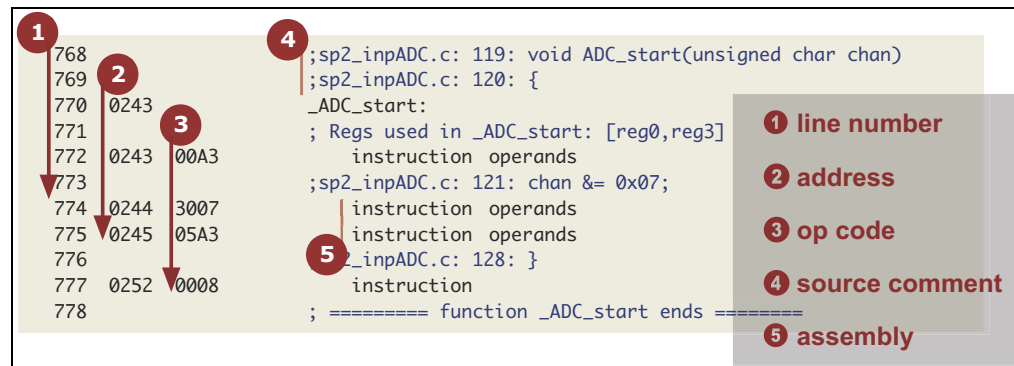 768 ;sp2_inpADC.c: 119: void ADC_start(unsigned char chan)
769 ;sp2_inpADC.c: 120: {
770 0243 _ADC_start:
771 ; Regs used in _ADC_start: [reg0,reg3]
772 0243 00A3 instruction operands
773 ;sp2_inpADC.c: 121: chan &= 0x07;
774 0244 3007 instruction operands
775 0245 05A3 instruction operands
776 2_inpADC.c: 128: }
777 0252 0008 instruction
778 ; ========= function _ADC_start ends ========
1
2
3
4
5
1 line number
2 address
3 op code
4 source comment
5 assembly